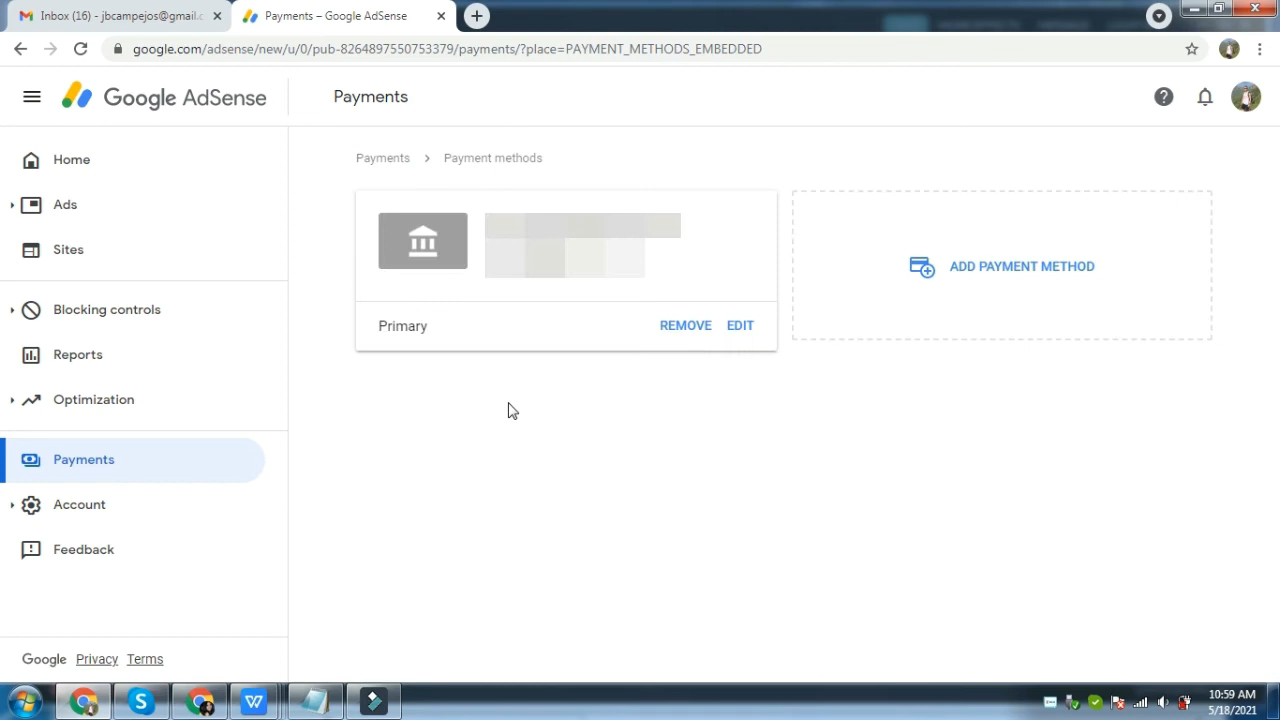 Inbox (16) - jbcampejos@gmail.c
Payments – Google AdSense
google.com/adsense/new/u/0/pub-8264897550753379/payments/?place=PAYMENT_METHODS_EMBEDDED
Google AdSense
Payments
Home
Ads
Sites
Blocking controls
Reports
Optimization
Payments
Account
Feedback
Google Privacy Terms
Payments > Payment methods
Primary
REMOVE EDIT
ADD PAYMENT METHOD
10:59 AM
5/18/2021